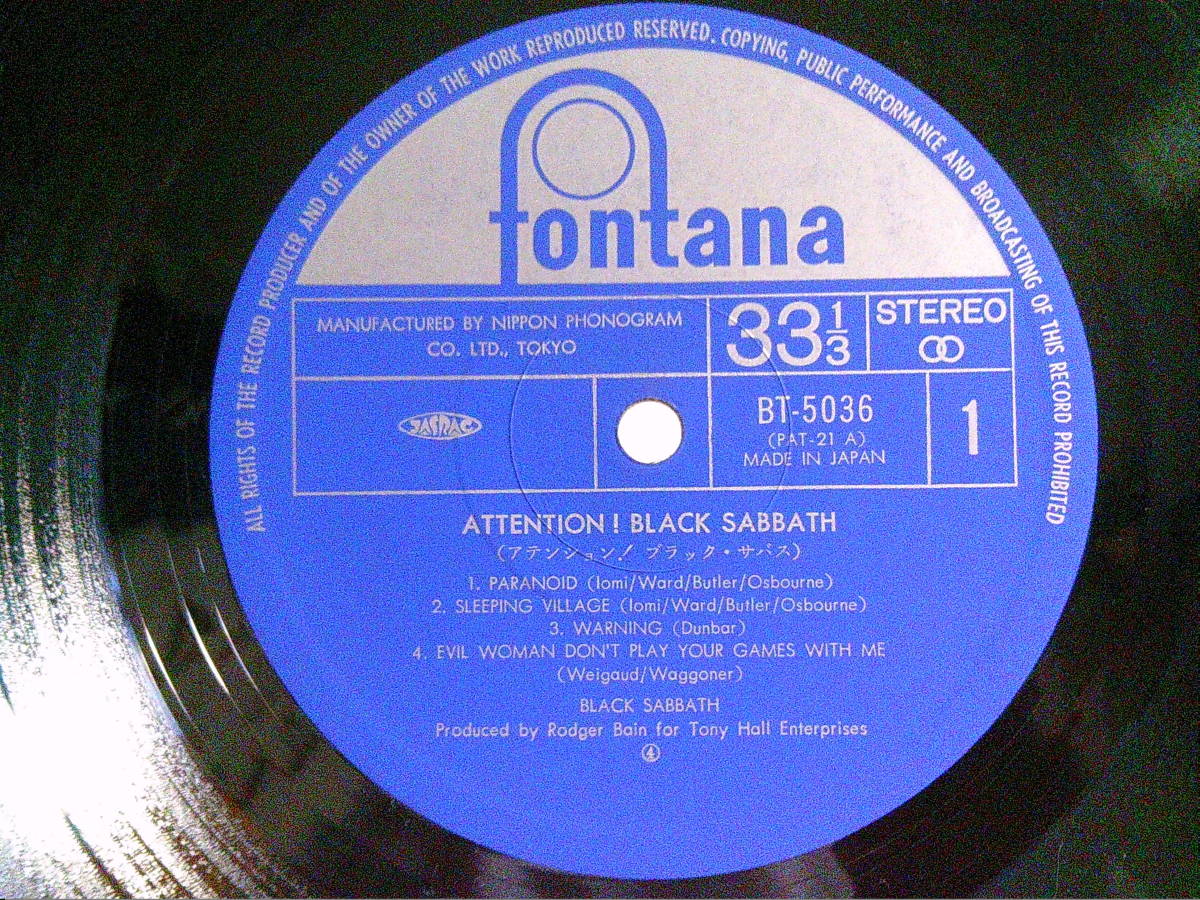 ALL RIGHTS OF THE RECORD PRODUCER AND OF THE OWNER OF THE WORK REPRODUCED RESERVED. COPYING, PUBLIC PERFORMANCE AND BROADCASTING OF THIS RECORD PROHIBITED
fontana
MANUFACTURED BY NIPPON PHONOGRAM
CO. LTD., TOKYO
33 1/3
STEREO
JASRAC
BT-5036
(PAT-21 A)
MADE IN JAPAN
1
ATTENTION! BLACK SABBATH
(アテンション! ブラック・サバス)
1. PARANOID (Iomi/Ward/Butler/Osbourne)
2. SLEEPING VILLAGE (Iomi/Ward/Butler/Osbourne)
3. WARNING (Dunbar)
4. EVIL WOMAN DON'T PLAY YOUR GAMES WITH ME
(Weigaud/Waggoner)
BLACK SABBATH
Produced by Rodger Bain for Tony Hall Enterprises
④